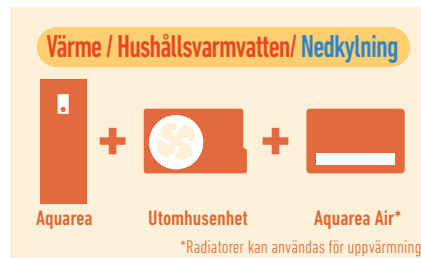 Värme / Hushållsvarmvatten/ Nedkylning
Aquarea Utomhusenhet Aquarea Air*
*Radiatorer kan användas för uppvärmning